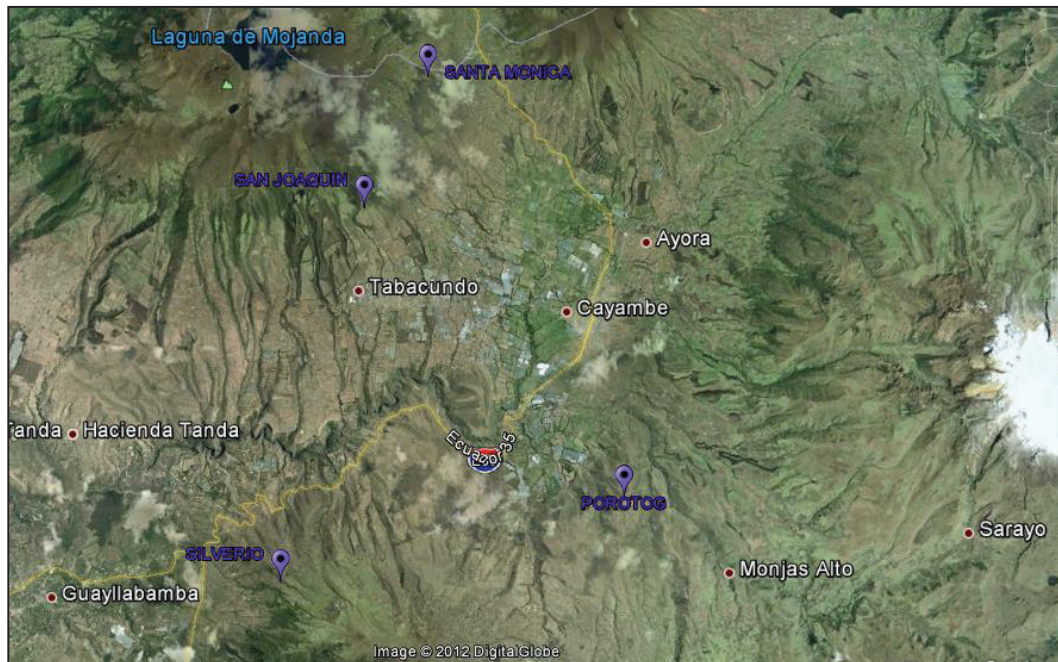 Laguna de Mojanda
SANTA MONICA
SAN JOAQUIN
Ayora
Tabacundo
Cayambe
Tanda
Hacienda Tanda
Ecuador 35
POROTOG
Sarayo
SILVERIO
Monjas Alto
Guayllabamba
Image © 2012 DigitalGlobe